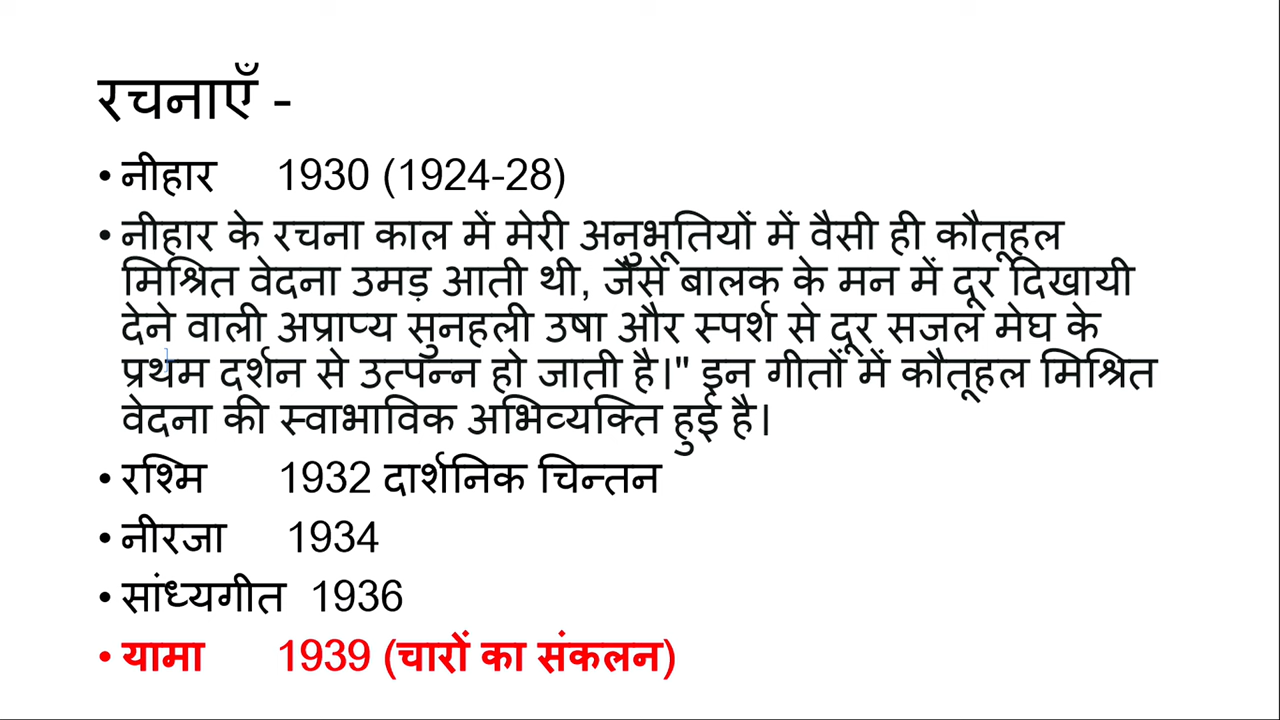 रचनाएँ -
• नीहार 1930 (1924-28)
• नीहार के रचना काल में मेरी अनुभूतियों में वैसी ही कौतूहल
मिश्रित वेदना उमड़ आती थी, जैसे बालक के मन में दूर दिखायी
देने वाली अप्राप्य सुनहली उषा और स्पर्श से दूर सजल मेघ के
प्रथम दर्शन से उत्पन्न हो जाती है।" इन गीतों में कौतूहल मिश्रित
वेदना की स्वाभाविक अभिव्यक्ति हुई है।
• रश्मि 1932 दार्शनिक चिन्तन
• नीरजा 1934
• सांध्यगीत 1936
• यामा 1939 (चारों का संकलन)